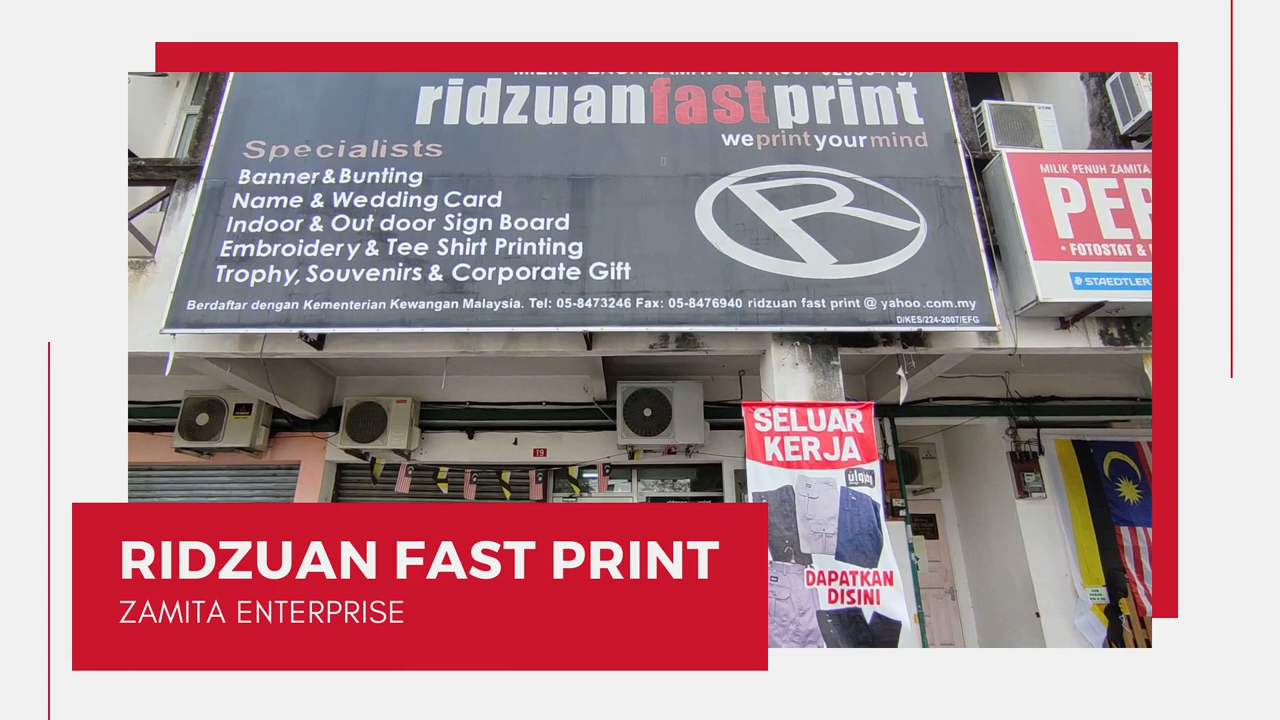 ridzuanfastprint
weprintyourmind
Specialists
Banner & Bunting
Name & Wedding Card
Indoor & Out door Sign Board
Embroidery & Tee Shirt Printing
Trophy, Souvenirs & Corporate Gift
Berdaftar dengan Kementerian Kewangan Malaysia. Tel: 05-8473246 Fax: 05-8476940 ridzuan fast print @ yahoo.com.my
D/KES/224-2007/EFG
R
MILIK PENUH ZAMITA
PER
• FOTOSTAT &
STAEDTLER
19
SELUAR
KERJA
DAPATKAN
DISINI
RIDZUAN FAST PRINT
ZAMITA ENTERPRISE